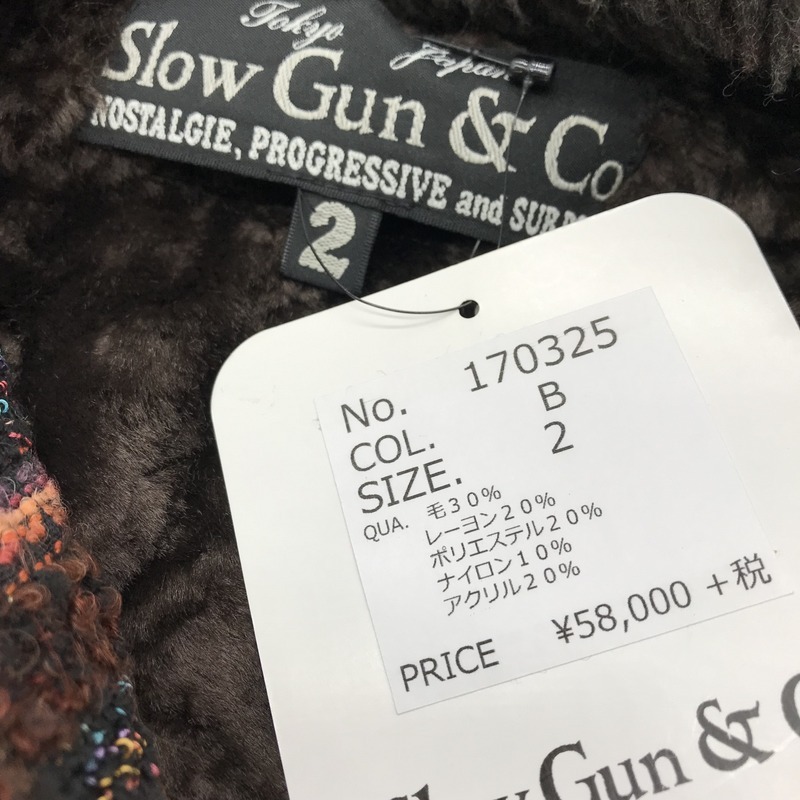 Tokyo Japan
Slow Gun & Co
NOSTALGIE, PROGRESSIVE and
2
No. 170325
COL. B
SIZE. 2
QUA. 毛30%
レーヨン20%
ポリエステル20%
ナイロン10%
アクリル20%
PRICE ¥58,000 +税
Slow Gun &